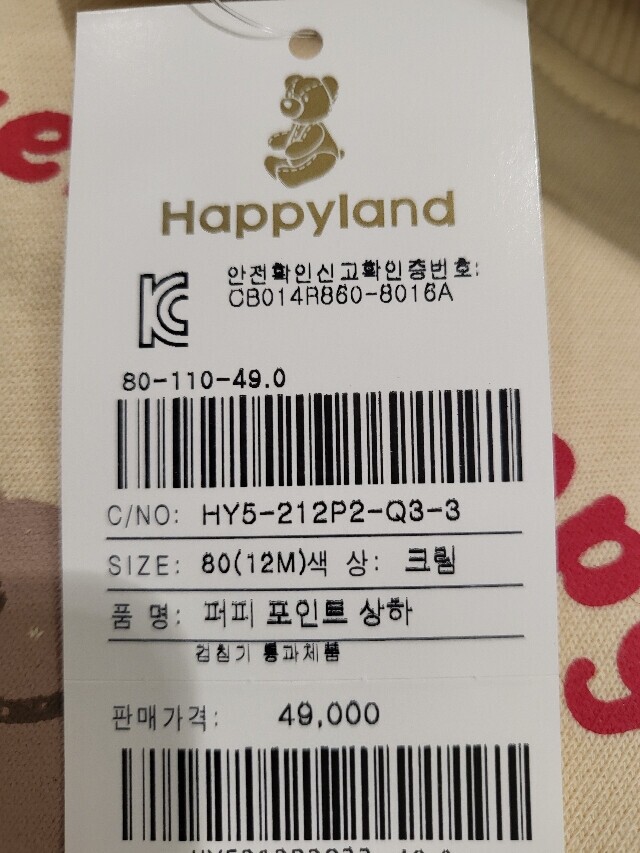 Happyland
안전확인신고확인증번호:
CB014R860-8016A
80-110-49.0
C/NO: HY5-212P2-Q3-3
SIZE: 80(12M)색 상: 크림
품 명: 퍼피 포인트 상하
검침기 통과제품
판매가격: 49,000